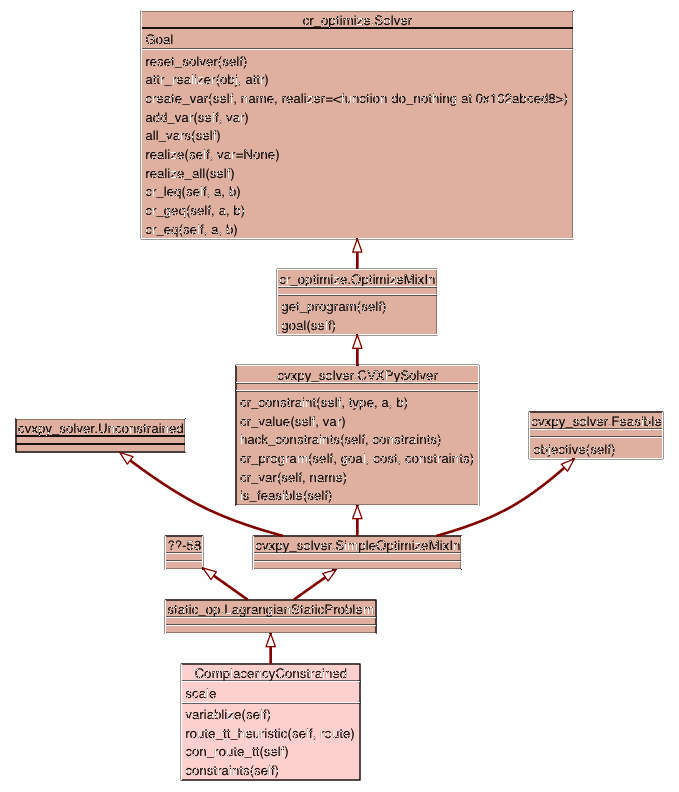 cr_optimize.Solver
Goal
reset_solver(self)
attr_realizer(obj, attr)
create_var(self, name, realizer=<function do_nothing at 0x102abced8>)
add_var(self, var)
all_vars(self)
realize(self, var=None)
realize_all(self)
cr_leq(self, a, b)
cr_geq(self, a, b)
cr_eq(self, a, b)
cr_optimize.OptimizeMixIn
get_program(self)
goal(self)
cvxpy_solver.CVXPySolver
cr_constraint(self, type, a, b)
cr_value(self, var)
hack_constraints(self, constraints)
cr_program(self, goal, cost, constraints)
cr_var(self, name)
is_feasible(self)
cvxpy_solver.Unconstrained
cvxpy_solver.Feasible
objective(self)
??-58
cvxpy_solver.SimpleOptimizeMixIn
static_op.LagrangianStaticProblem
ComplacencyConstrained
scale
variablize(self)
route_tt_heuristic(self, route)
con_route_tt(self)
constraints(self)